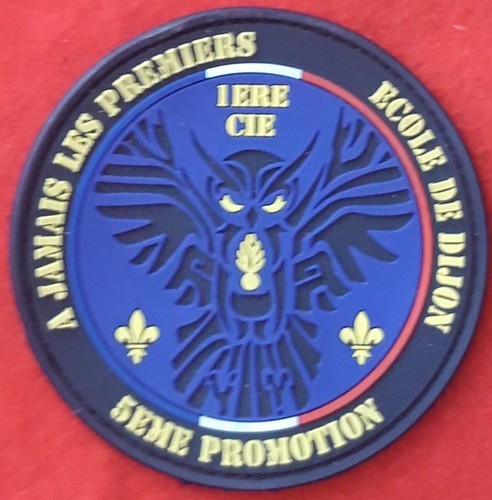 A JAMAIS LES PREMIERS
ECOLE DE DIJON
1ERE
CIE
5EME PROMOTION